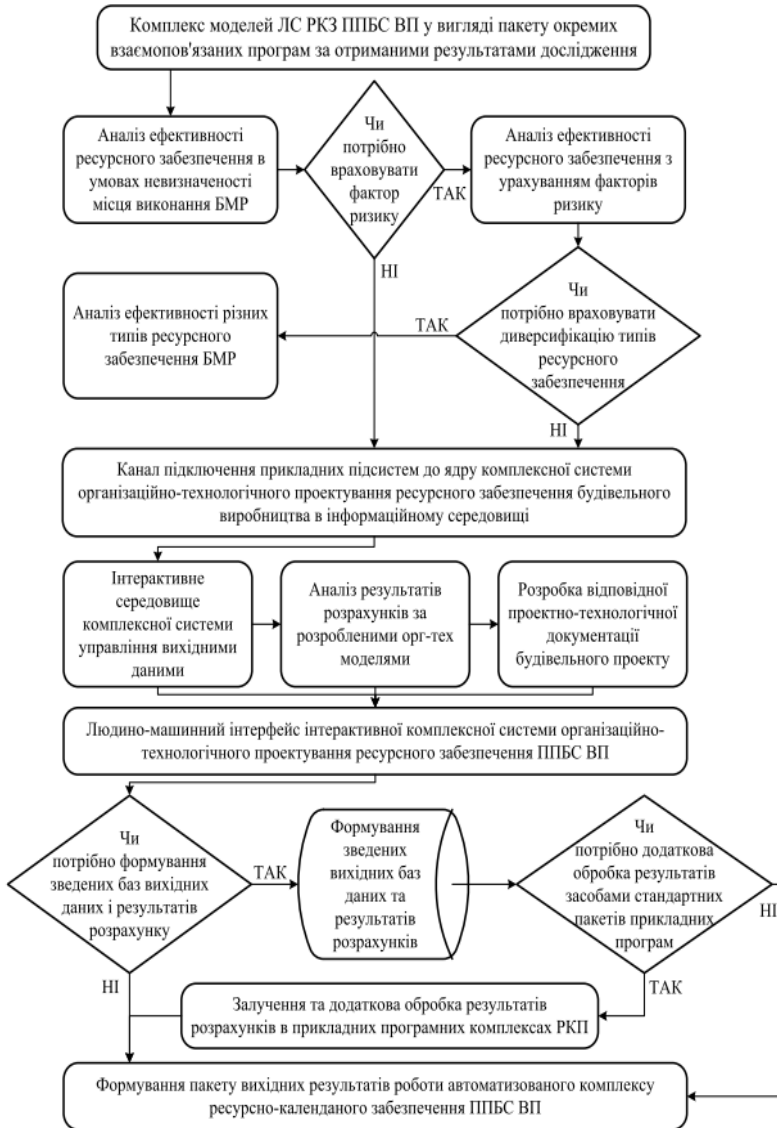 Комплекс моделей ЛС РКЗ ППБС ВП у вигляді пакету окремих
взаємопов'язаних програм за отриманими результатами дослідження
Аналіз ефективності
ресурсного забезпечення в
умовах невизначеності
місця виконання БМР
Чи
потрібно
враховувати
фактор
ризику
ТАК
Аналіз ефективності
ресурсного забезпечення з
урахуванням факторів
ризику
НІ
Аналіз ефективності різних
типів ресурсного
забезпечення БМР
ТАК
Чи
потрібно враховувати
диверсифікацію типів
ресурсного
забезпечення
НІ
Канал підключення прикладних підсистем до ядру комплексної системи
організаційно-технологічного проектування ресурсного забезпечення будівельного
виробництва в інформаційному середовищі
Інтерактивне
середовище
комплексної системи
управління вихідними
даними
Аналіз результатів
розрахунків за
розробленими орг-тех
моделями
Розробка відповідної
проектно-технологічної
документації
будівельного проекту
Людино-машинний інтерфейс інтерактивної комплексної системи організаційно-
технологічного проектування ресурсного забезпечення ППБС ВП
Чи
потрібно формування
зведених баз вихідних
даних і результатів
розрахунку
ТАК
Формування
зведених
вихідних баз
даних та
результатів
розрахунків
Чи
потрібно додаткова
обробка результатів
засобами стандартних
пакетів прикладних
програм
НІ
НІ
ТАК
Залучення та додаткова обробка результатів
розрахунків в прикладних програмних комплексах РКП
Формування пакету вихідних результатів роботи автоматизованого комплексу
ресурсно-календаного забезпечення ППБС ВП